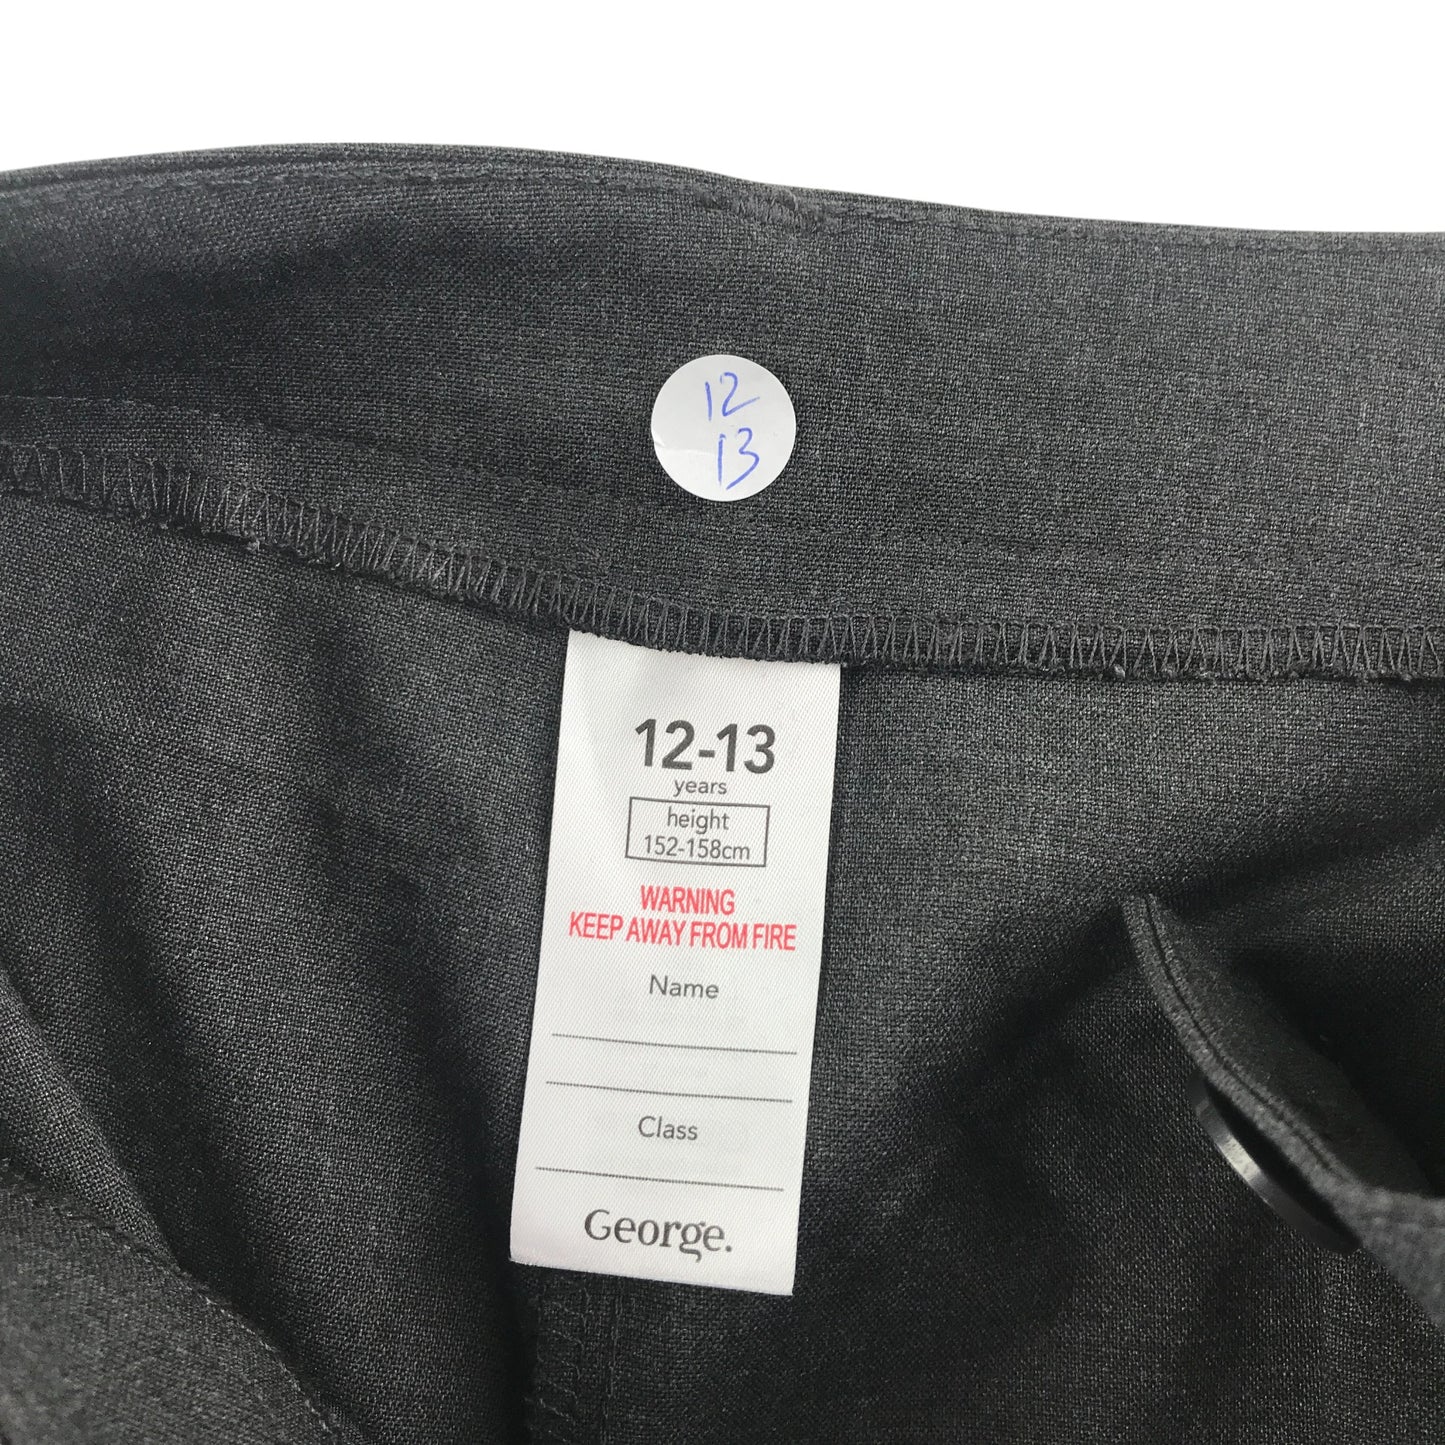 12
13
12-13
years
height
152-158cm
WARNING
KEEP AWAY FROM FIRE
Name
Class
George.